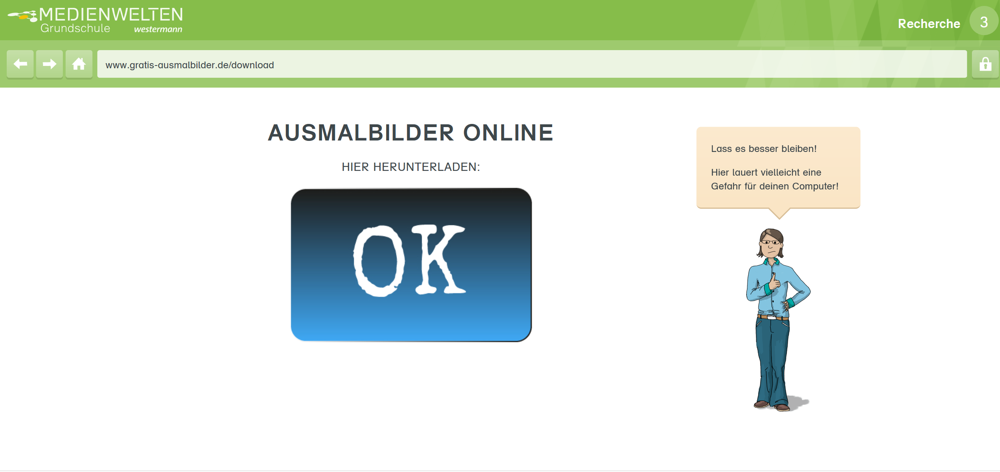 MEDIENWELTEN
Grundschule westermann
Recherche 3
www.gratis-ausmalbilder.de/download
AUSMALBILDER ONLINE
HIER HERUNTERLADEN:
OK
Lass es besser bleiben!
Hier lauert vielleicht eine
Gefahr für deinen Computer!